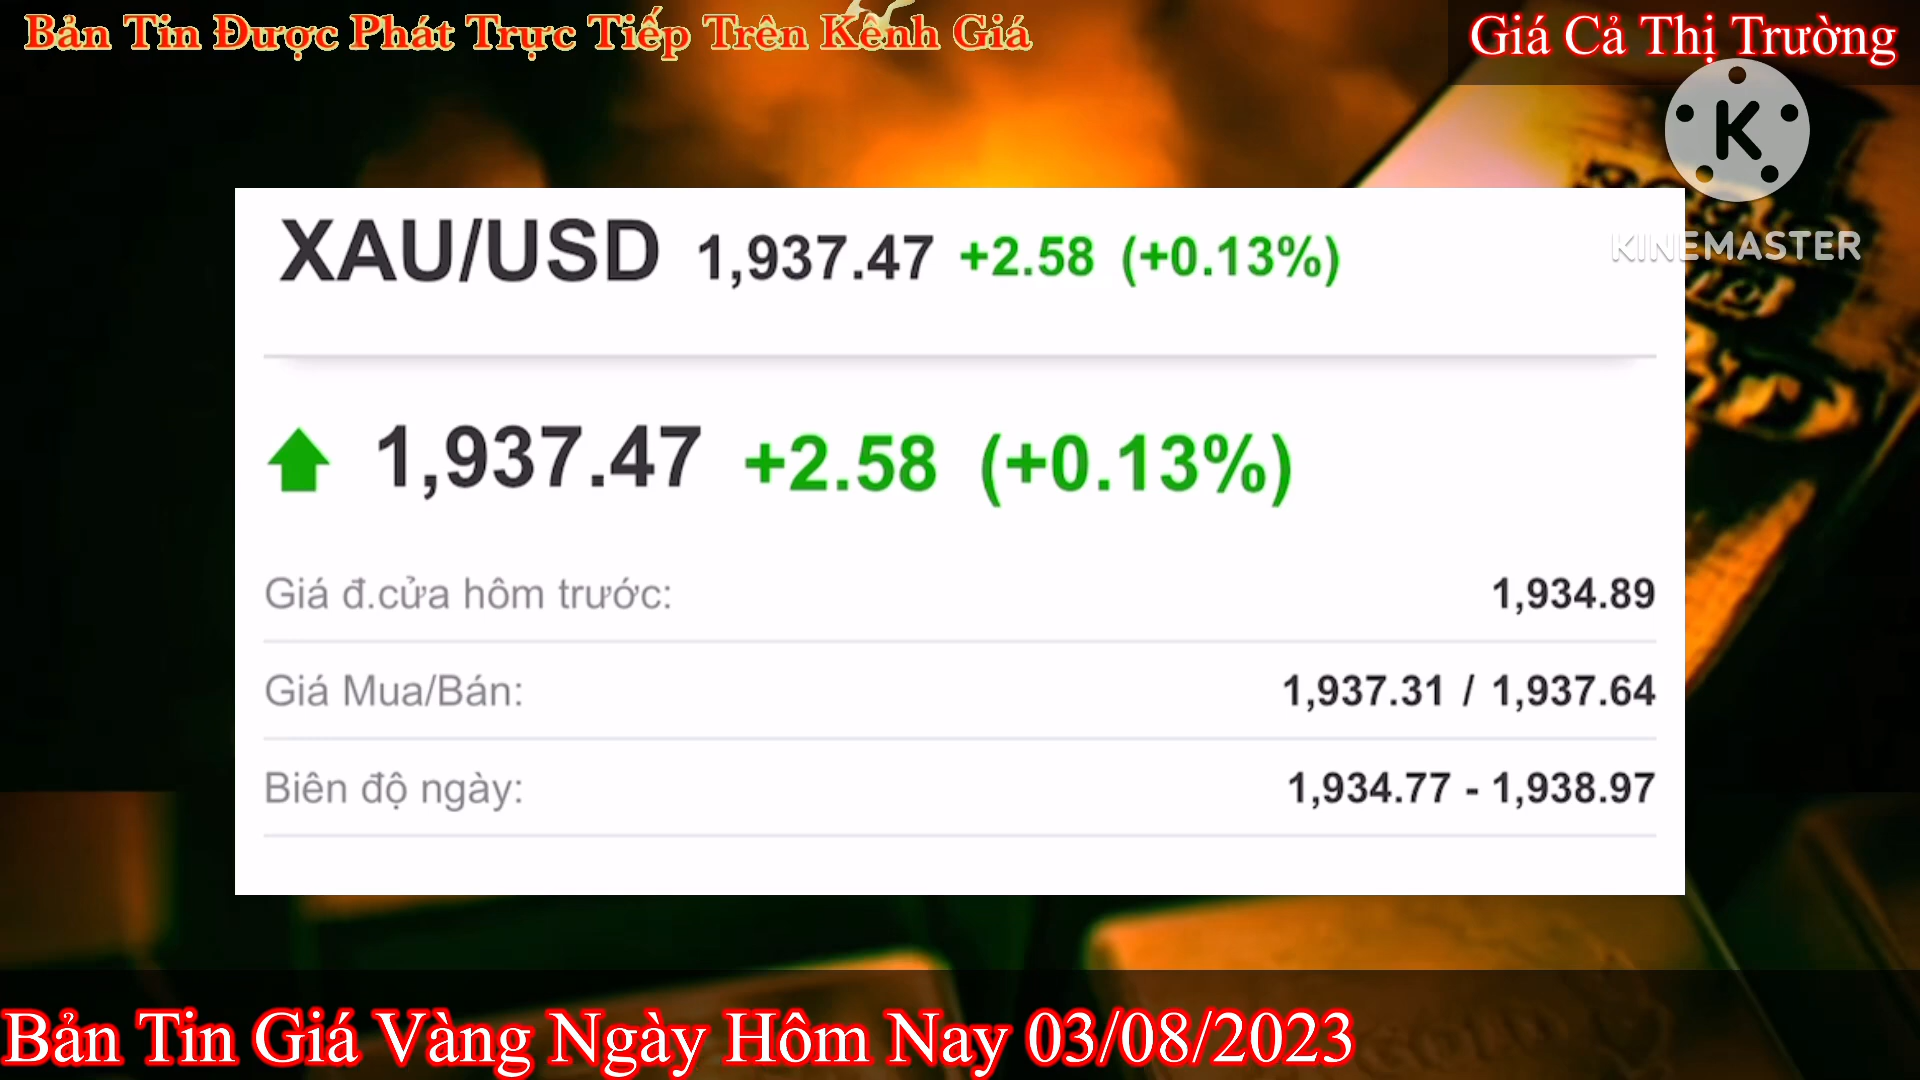 Bản Tin Được Phát Trực Tiếp Trên Kênh Giá
Giá Cả Thị Trường
K
KINEMASTER
XAU/USD 1,937.47 +2.58 (+0.13%)
1,937.47 +2.58 (+0.13%)
Giá đ.cửa hôm trước: 1,934.89
Giá Mua/Bán: 1,937.31 / 1,937.64
Biên độ ngày: 1,934.77 - 1,938.97
Bản Tin Giá Vàng Ngày Hôm Nay 03/08/2023